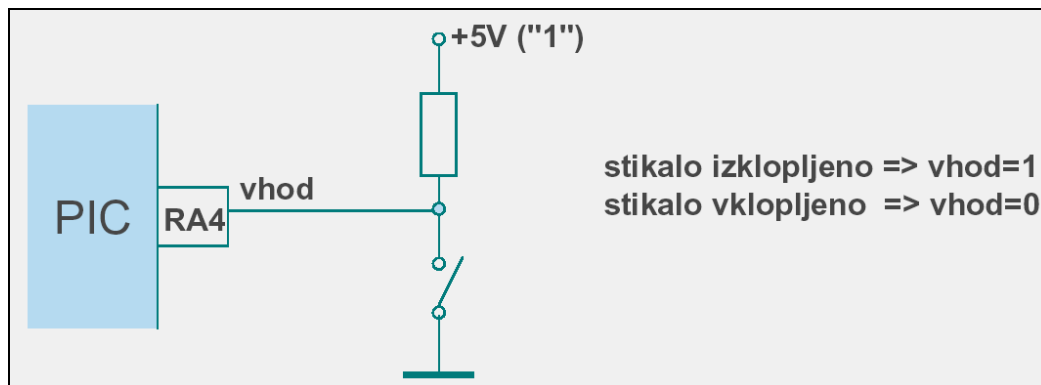 +5V ("1")
stikalo izklopljeno => vhod=1
vhod
stikalo vklopljeno => vhod=0
PIC
RA4